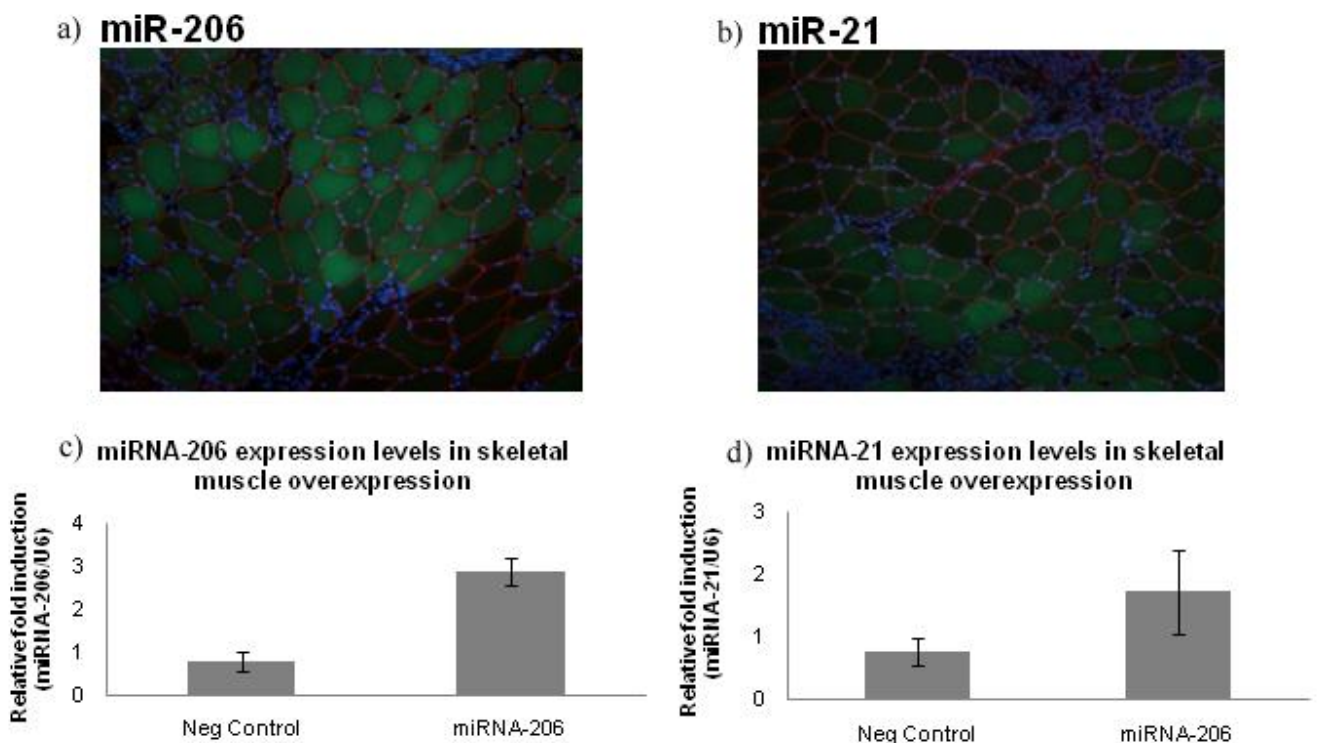 a) miR-206
b) miR-21
c) miRNA-206 expression levels in skeletal
muscle overexpression
Relative fold induction
(miRNA-206/U6)
4
3
2
1
0
Neg Control
miRNA-206
d) miRNA-21 expression levels in skeletal
muscle overexpression
Relative fold induction
(miRNA-21/U6)
3
2
1
0
Neg Control
miRNA-206